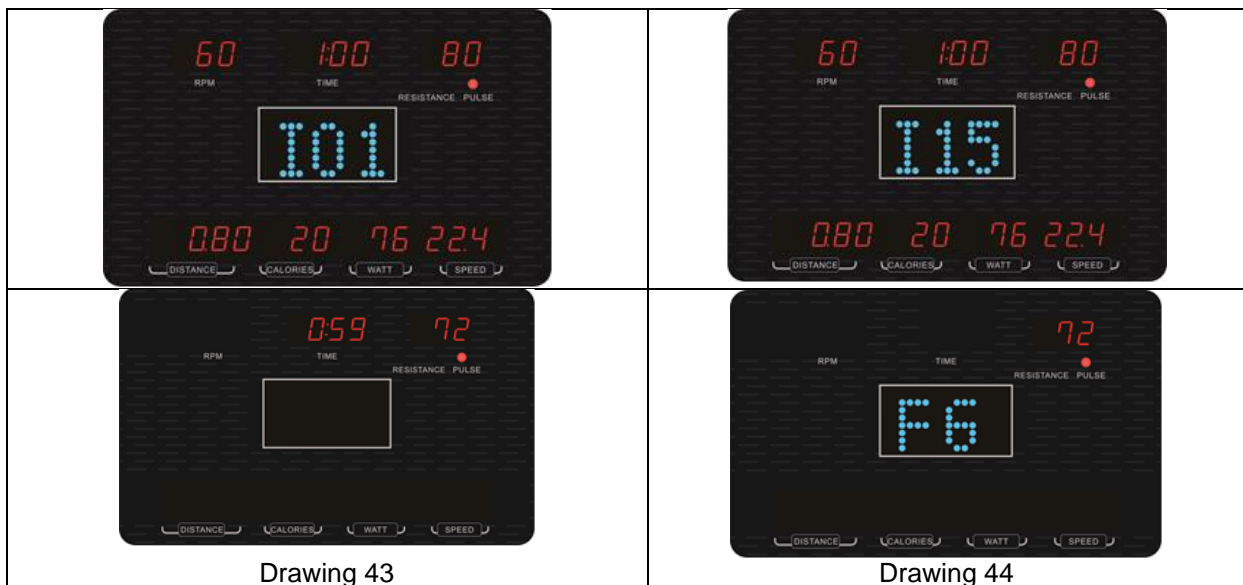 60 1:00 80
RPM TIME
RESISTANCE PULSE
I01
0.80 20 76 22.4
DISTANCE CALORIES WATT SPEED
60 1:00 80
RPM TIME
RESISTANCE PULSE
I15
0.80 20 76 22.4
DISTANCE CALORIES WATT SPEED
0:59 72
RPM TIME
RESISTANCE PULSE
DISTANCE CALORIES WATT SPEED
Drawing 43
72
RPM TIME
RESISTANCE PULSE
F6
DISTANCE CALORIES WATT SPEED
Drawing 44